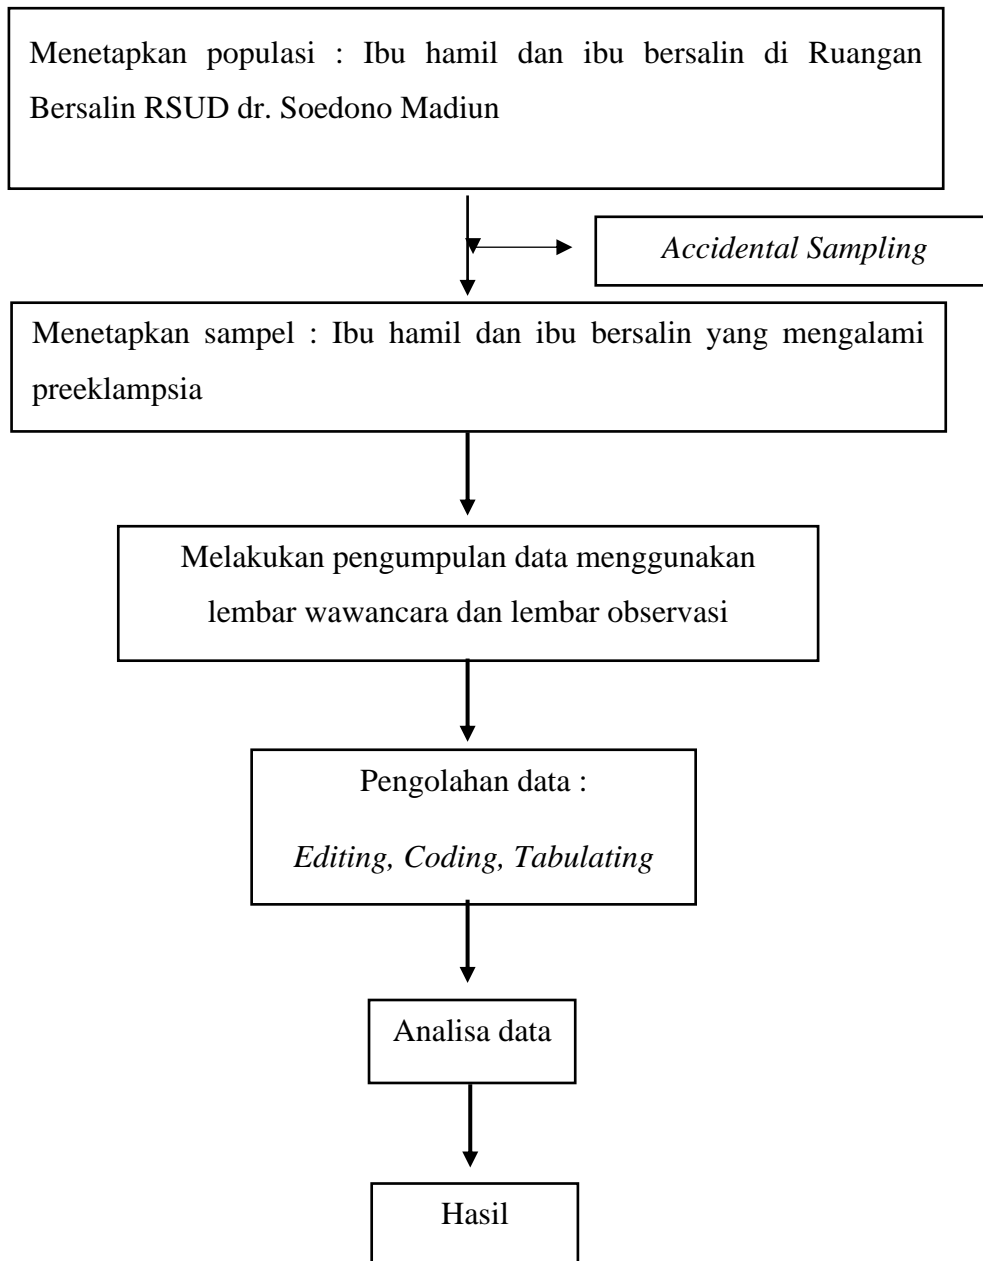 Menetapkan populasi : Ibu hamil dan ibu bersalin di Ruangan
Bersalin RSUD dr. Soedono Madiun
Accidental Sampling
Menetapkan sampel : Ibu hamil dan ibu bersalin yang mengalami
preeklampsia
Melakukan pengumpulan data menggunakan
lembar wawancara dan lembar observasi
Pengolahan data :
Editing, Coding, Tabulating
Analisa data
Hasil